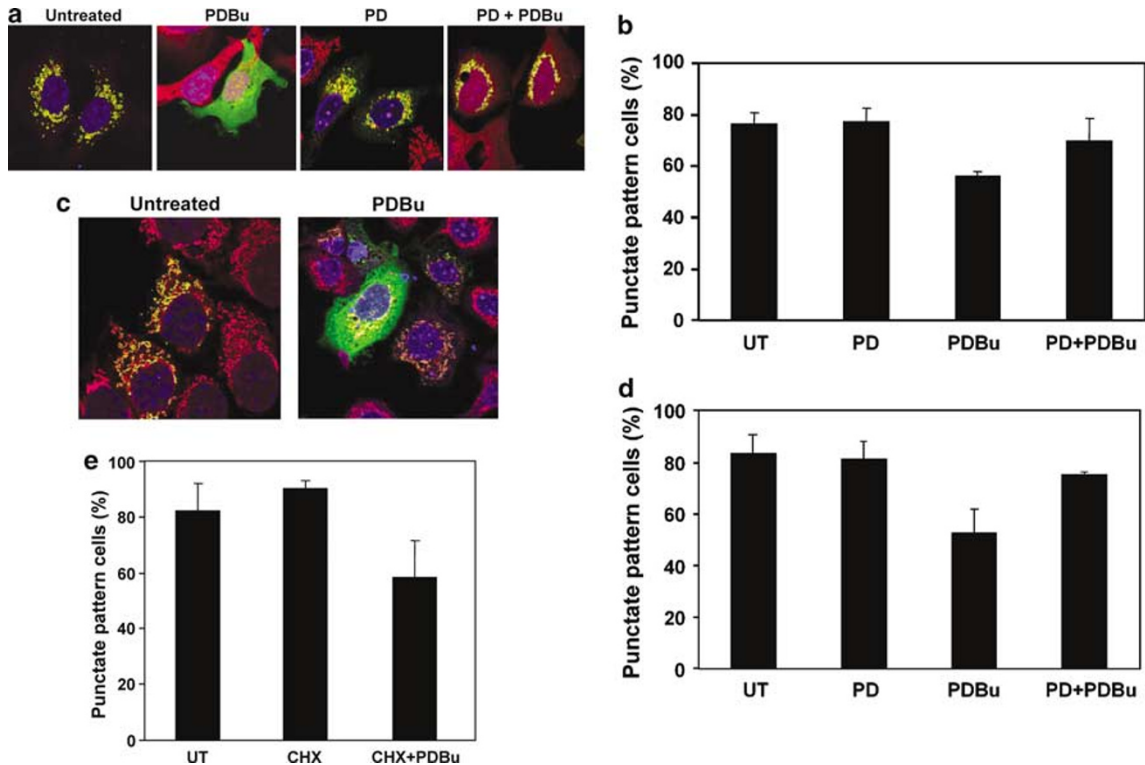 a
Untreated PDBu PD PD + PDBu
b
Punctate pattern cells (%)
100
80
60
40
20
0
UT PD PDBu PD+PDBu
c
Untreated PDBu
d
Punctate pattern cells (%)
100
80
60
40
20
0
UT PD PDBu PD+PDBu
e
Punctate pattern cells (%)
100
80
60
40
20
0
UT CHX CHX+PDBu